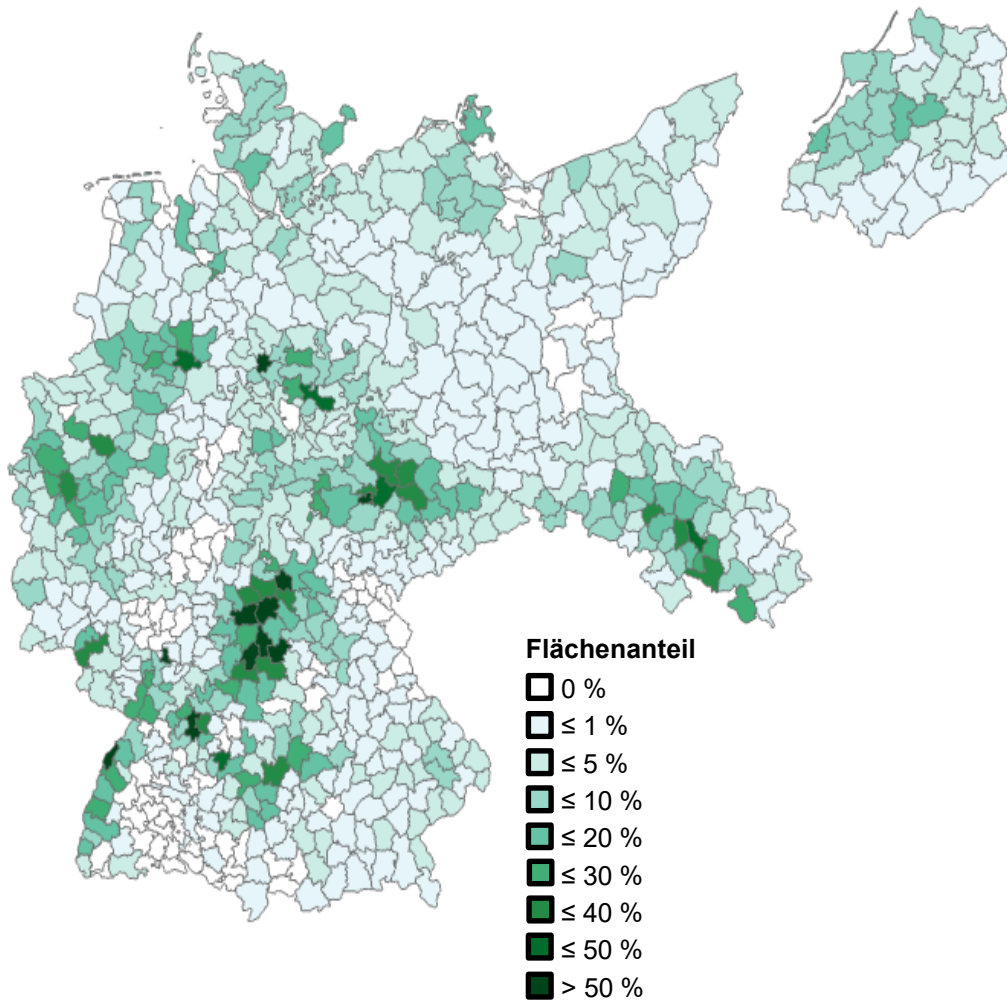 Flächenanteil
0 %
≤ 1 %
≤ 5 %
≤ 10 %
≤ 20 %
≤ 30 %
≤ 40 %
≤ 50 %
> 50 %